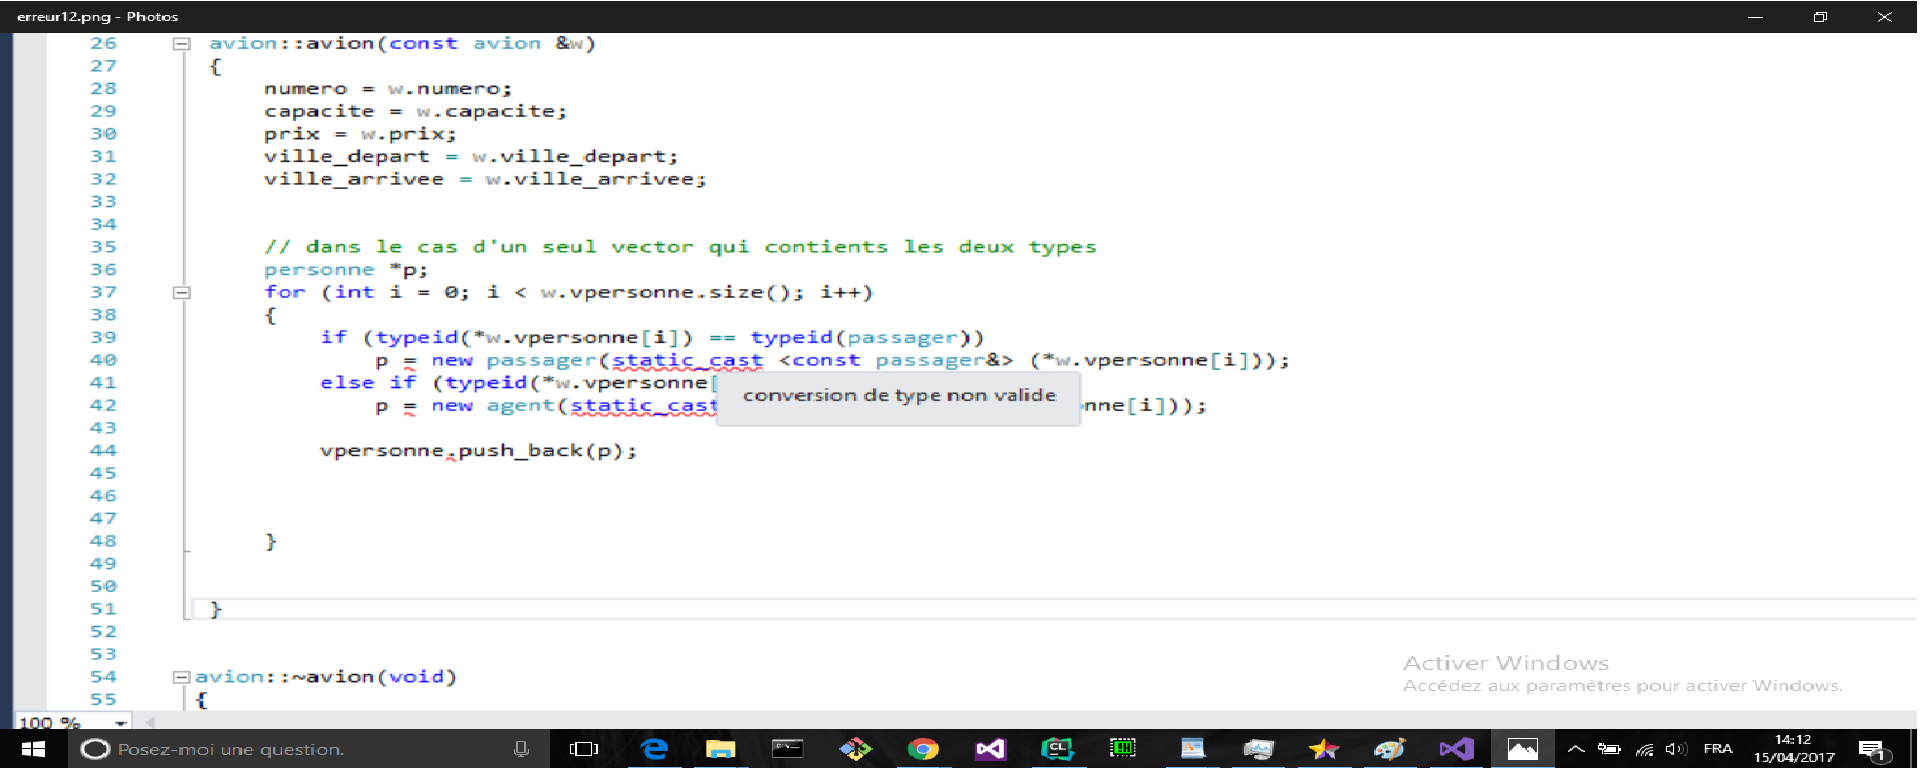 erreur12.png - Photos
26 avion::avion(const avion &w)
27 {
28 numero = w.numero;
29 capacite = w.capacite;
30 prix = w.prix;
31 ville_depart = w.ville_depart;
32 ville_arrivee = w.ville_arrivee;
33
34
35 // dans le cas d'un seul vector qui contients les deux types
36 personne *p;
37 for (int i = 0; i < w.vpersonne.size(); i++)
38 {
39 if (typeid(*w.vpersonne[i]) == typeid(passager))
40 p = new passager(static_cast <const passager&> (*w.vpersonne[i]));
41 else if (typeid(*w.vpersonne[
conversion de type non valide
42 p = new agent(static_cast nne[i]));
43
44 vpersonne.push_back(p);
45
46
47
48 }
49
50
51 }
52
53
54 avion::~avion(void)
55 {
Activer Windows
Accédez aux paramètres pour activer Windows.
100 %
Posez-moi une question.
CL
FRA
14:12
15/04/2017
1